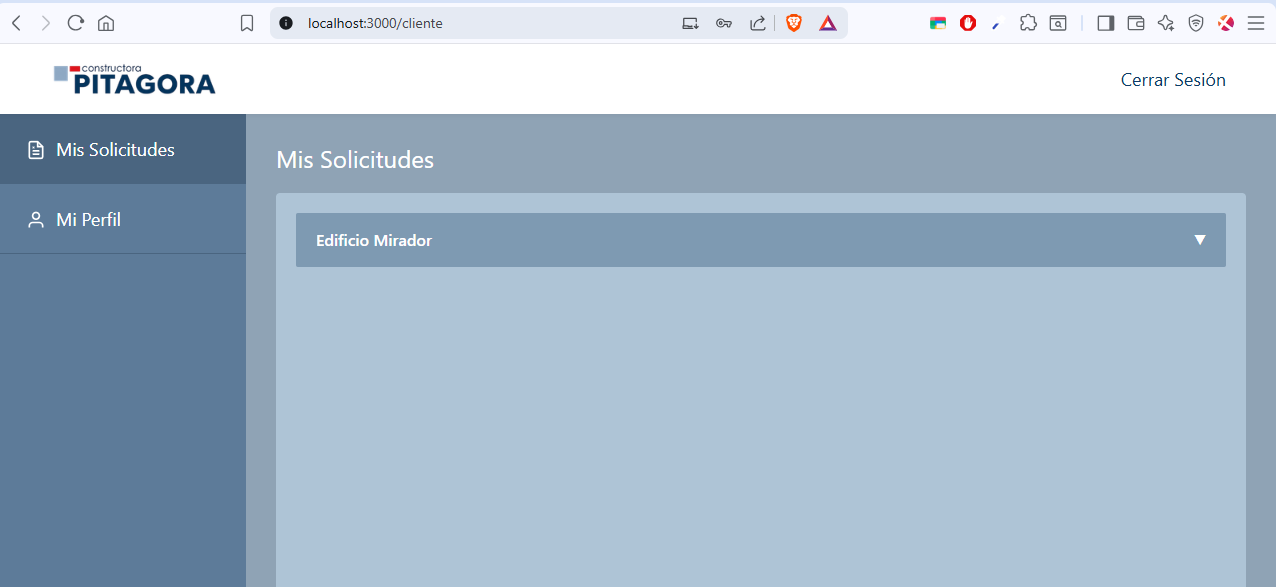 localhost:3000/cliente
constructora
PITAGORA
Cerrar Sesión
Mis Solicitudes
Mi Perfil
Mis Solicitudes
Edificio Mirador